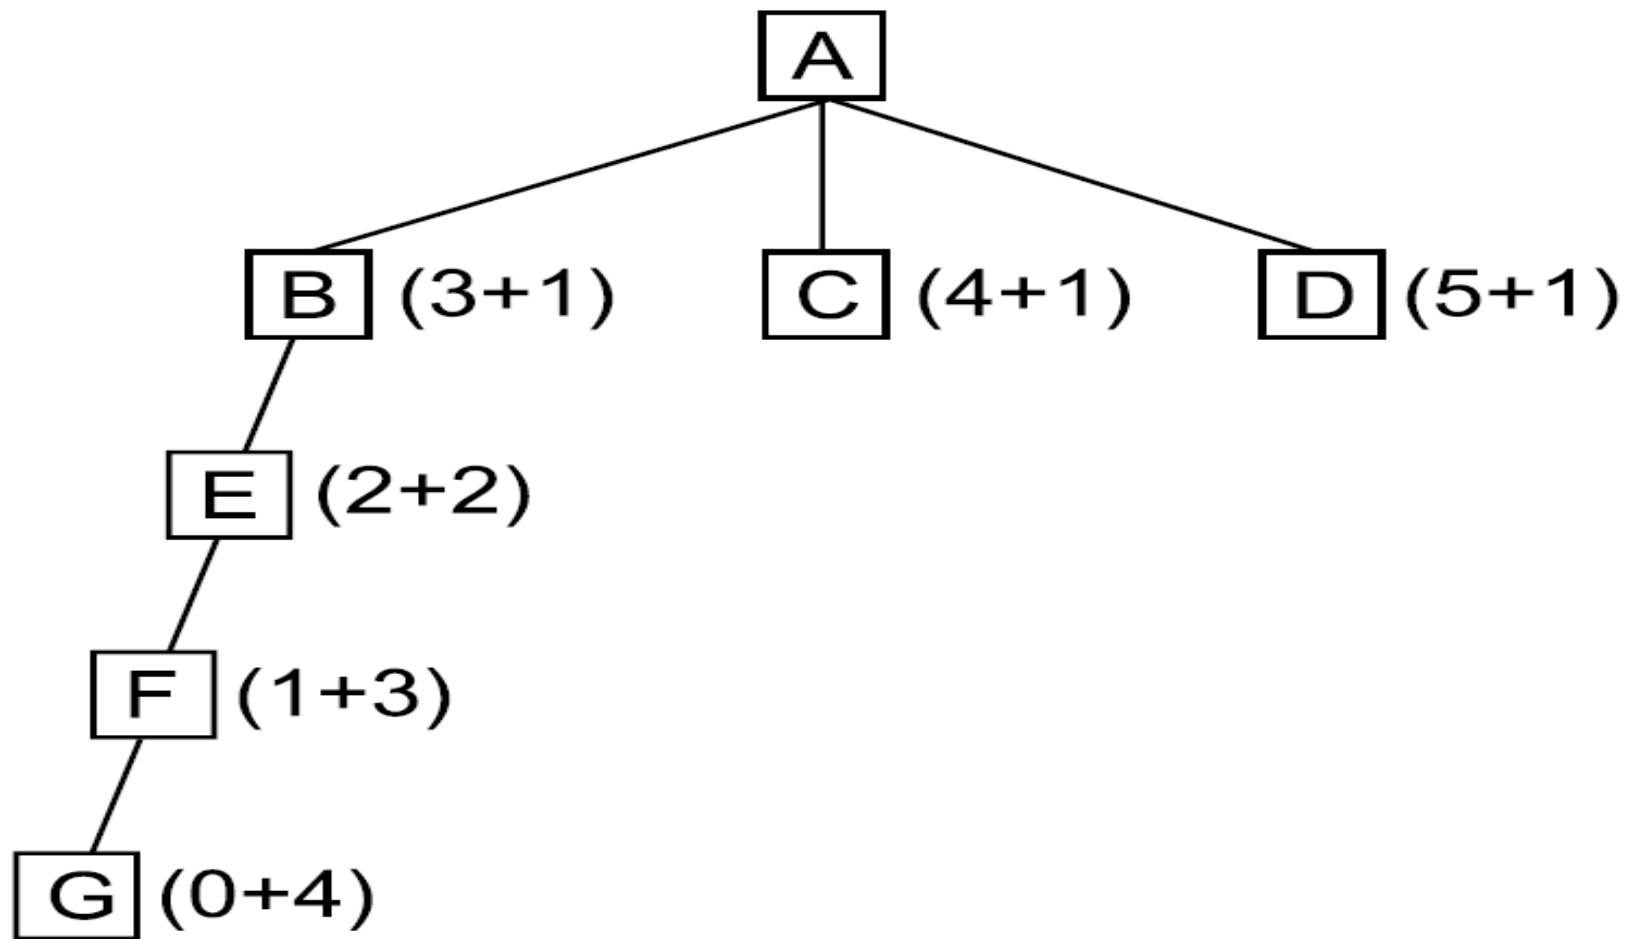 A
B (3+1) C (4+1) D (5+1)
E (2+2)
F (1+3)
G (0+4)